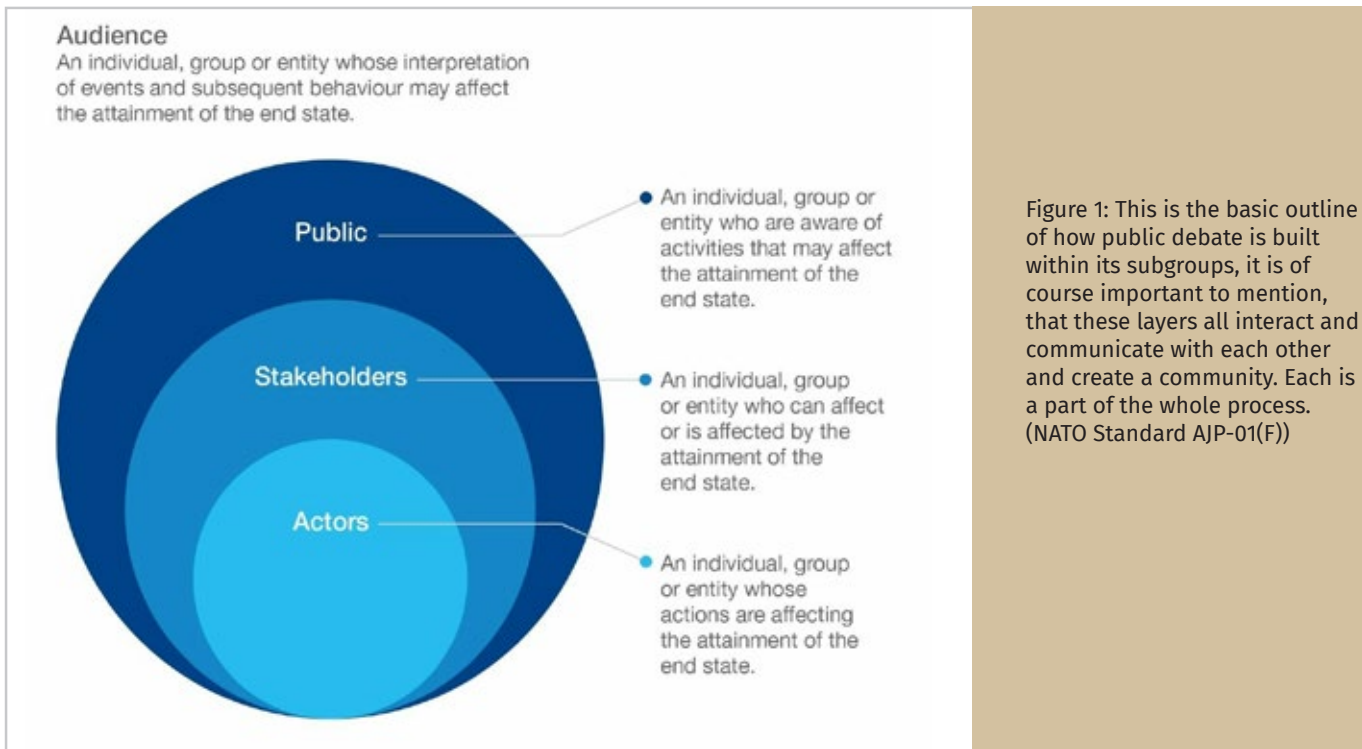 Audience
An individual, group or entity whose interpretation
of events and subsequent behaviour may affect
the attainment of the end state.
Public
An individual, group or
entity who are aware of
activities that may affect
the attainment of the
end state.
Stakeholders
An individual, group
or entity who can affect
or is affected by the
attainment of the
end state.
Actors
An individual, group
or entity whose
actions are affecting
the attainment of the
end state.
Figure 1: This is the basic outline
of how public debate is built
within its subgroups, it is of
course important to mention,
that these layers all interact and
communicate with each other
and create a community. Each is
a part of the whole process.
(NATO Standard AJP-01(F))